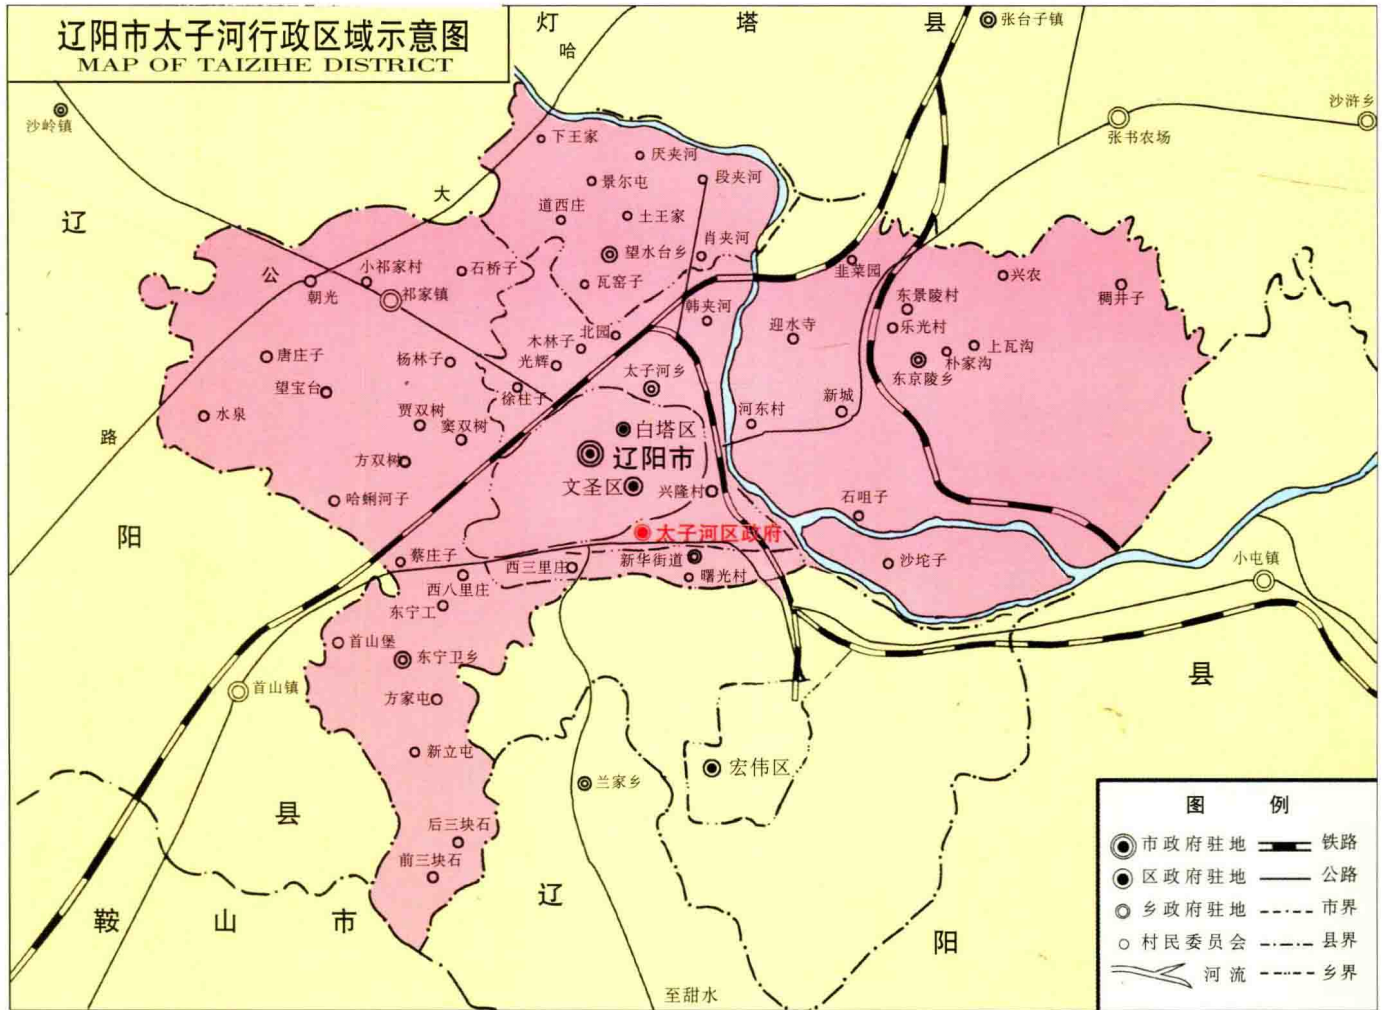 辽阳市太子河行政区域示意图
MAP OF TAIZIHE DISTRICT
灯 塔 县
张台子镇
哈
沙岭镇
沙浒乡
张书农场
下王家
厌夹河
景尔屯
段夹河
大
道西庄
土王家
辽
望水台乡
肖夹河
公
小祁家村
石桥子
韭菜园
兴农
朝光
祁家镇
瓦窑子
稠井子
东景陵村
韩夹河
迎水寺
乐光村
北园
木林子
上瓦沟
唐庄子
杨林子
光辉
朴家沟
太子河乡
东京陵乡
望宝台
徐柱子
水泉
贾双树
河东村
新城
窦双树
白塔区
路
辽阳市
方双树
文圣区
兴隆村
哈蜊河子
石咀子
阳
太子河区政府
蔡庄子
西三里庄
新华街道
沙坨子
小屯镇
曙光村
西八里庄
东宁工
首山堡
东宁卫乡
县
首山镇
方家屯
新立屯
宏伟区
兰家乡
县
后三块石
前三块石
辽
鞍 山 市
阳
至甜水
图 例
市政府驻地 铁路
区政府驻地 公路
乡政府驻地 市界
村民委员会 县界
河流 乡界